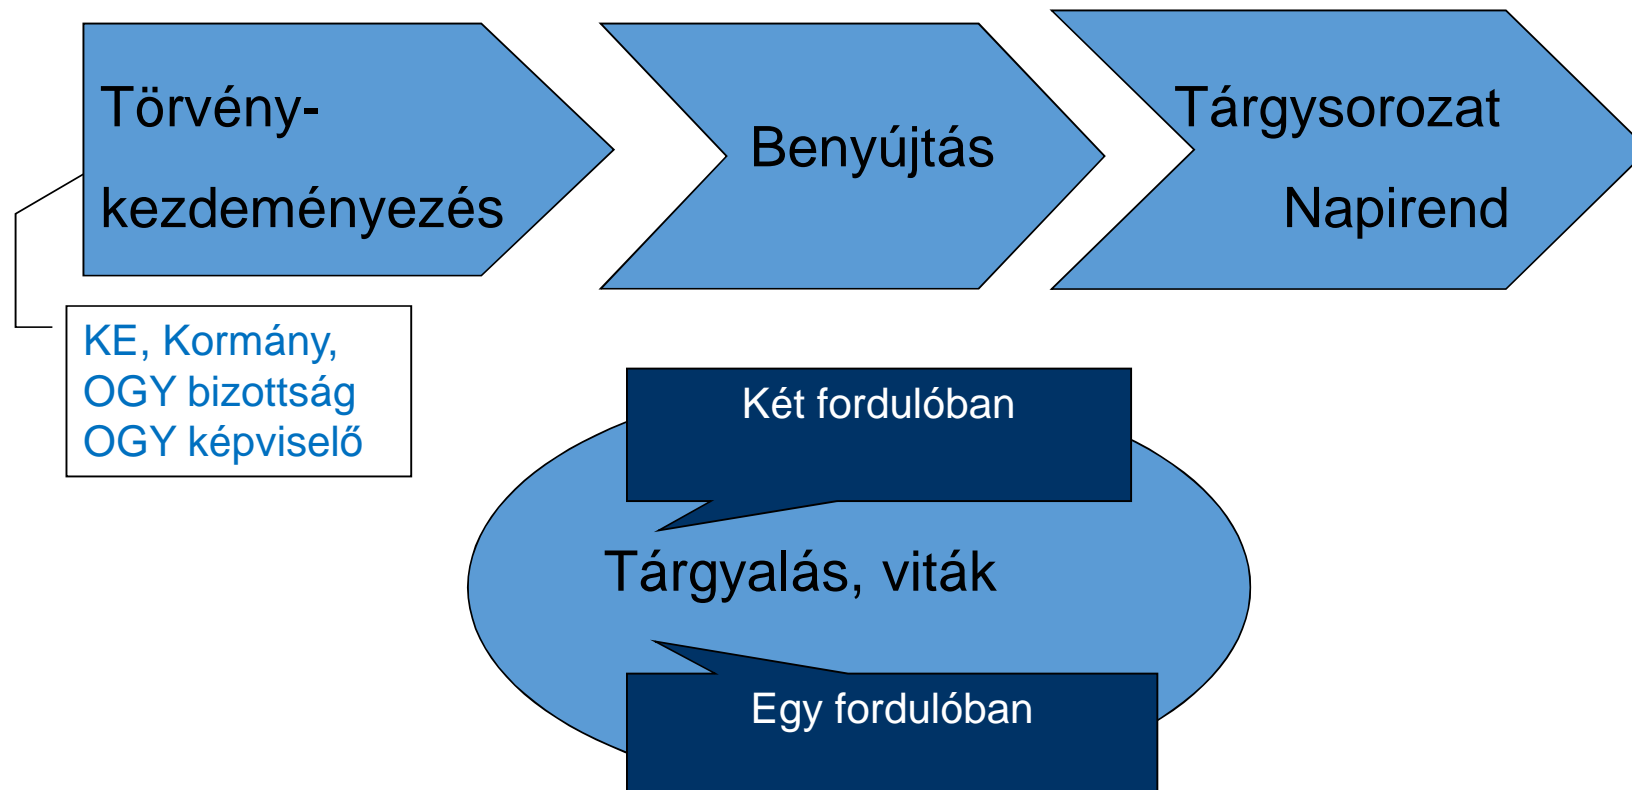 Törvény-
kezdeményezés
Benyújtás
Tárgysorozat
Napirend
KE, Kormány,
OGY bizottság
OGY képviselő
Két fordulóban
Tárgyalás, viták
Egy fordulóban